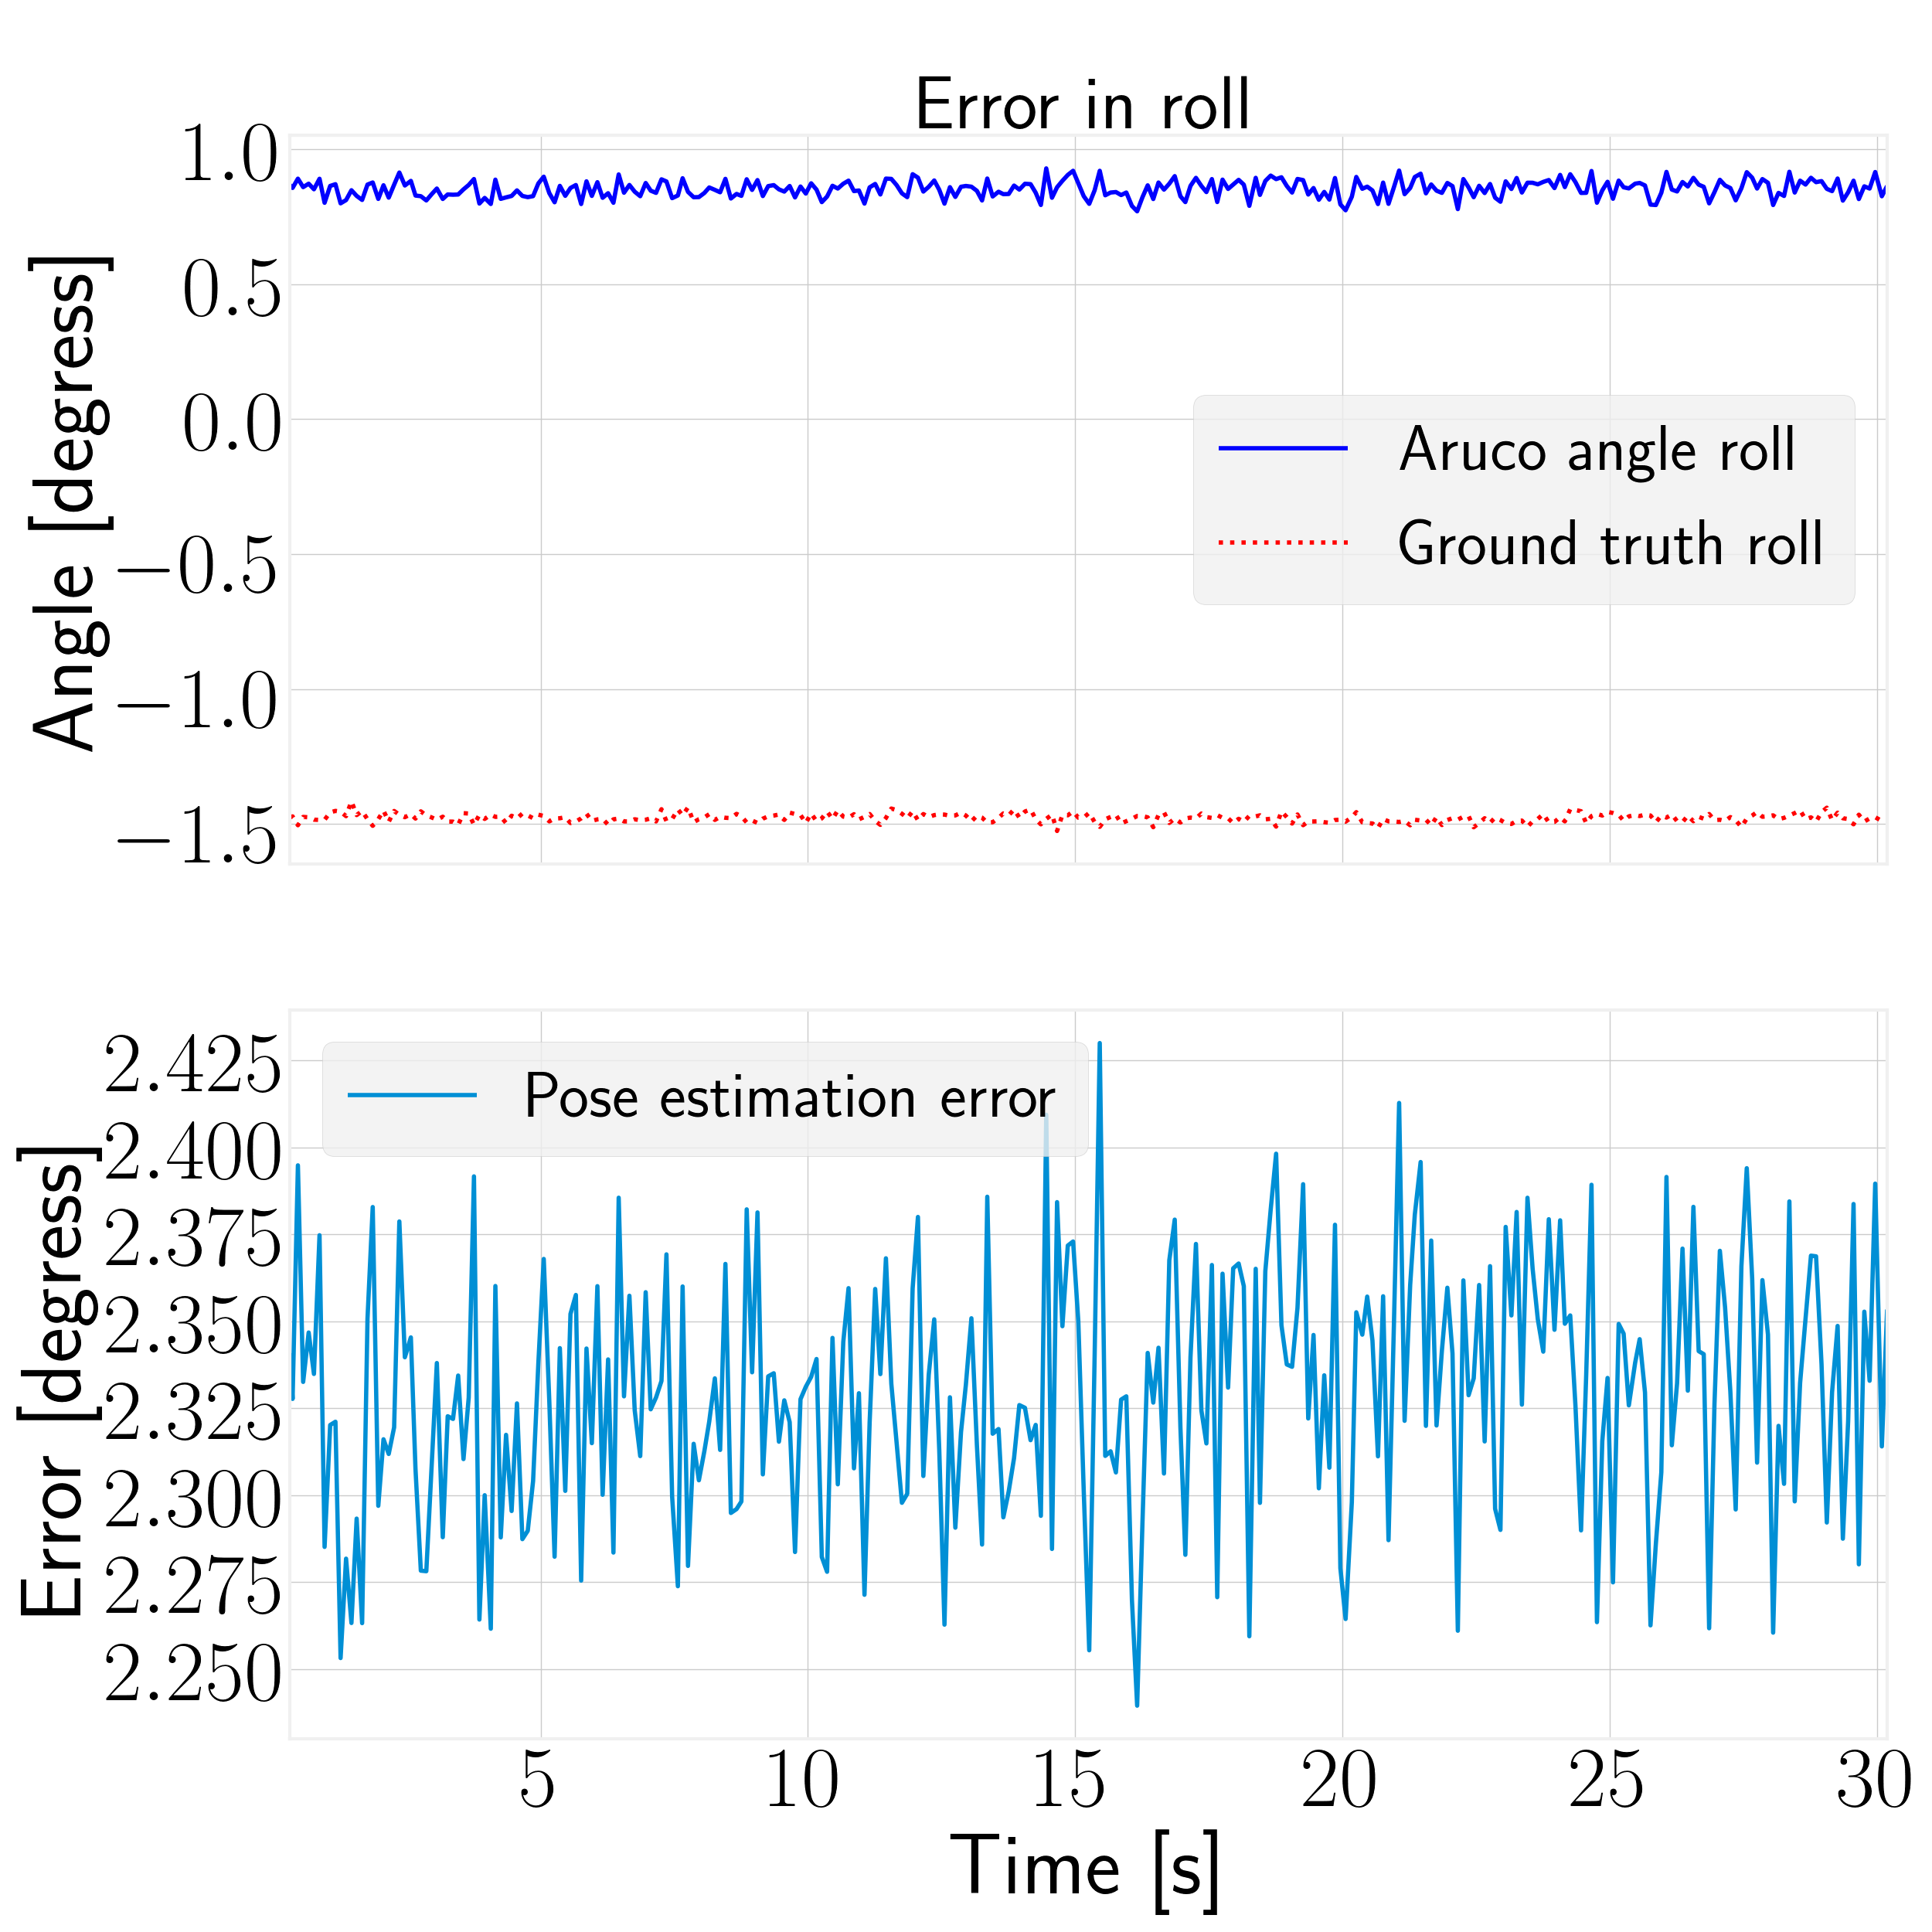 Error in roll
Angle [degress]
1.0
0.5
0.0
−0.5
−1.0
−1.5
Aruco angle roll
Ground truth roll
Error [degress]
2.425
2.400
2.375
2.350
2.325
2.300
2.275
2.250
Pose estimation error
5 10 15 20 25 30
Time [s]